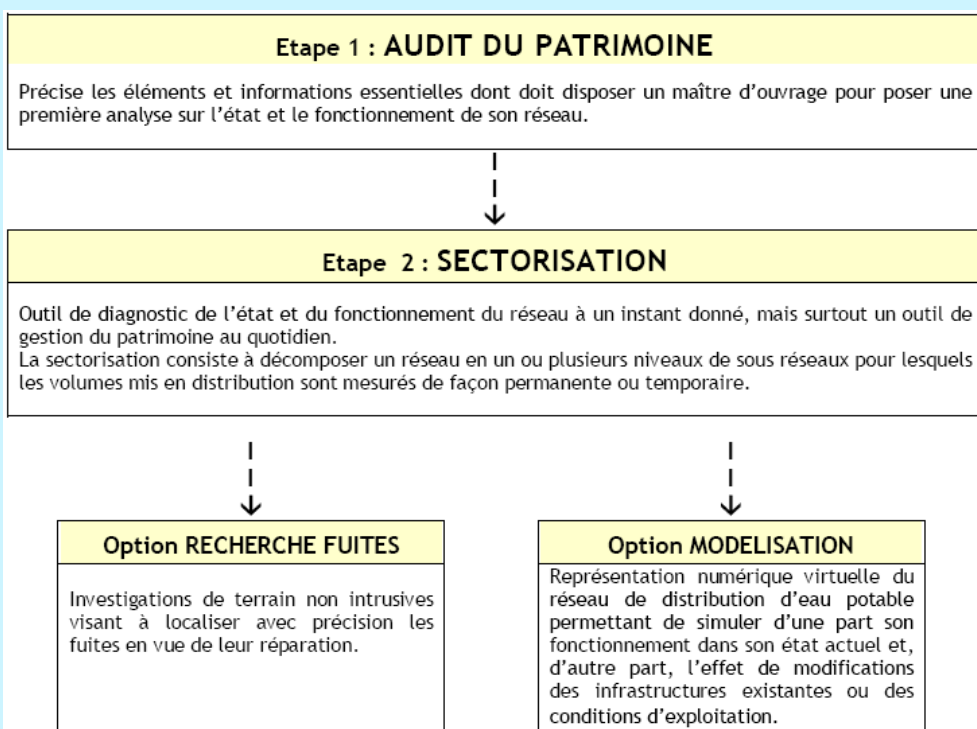 Etape 1 : AUDIT DU PATRIMOINE
Précise les éléments et informations essentielles dont doit disposer un maître d'ouvrage pour poser une
première analyse sur l'état et le fonctionnement de son réseau.
Etape 2 : SECTORISATION
Outil de diagnostic de l'état et du fonctionnement du réseau à un instant donné, mais surtout un outil de
gestion du patrimoine au quotidien.
La sectorisation consiste à décomposer un réseau en un ou plusieurs niveaux de sous réseaux pour lesquels
les volumes mis en distribution sont mesurés de façon permanente ou temporaire.
Option RECHERCHE FUITES
Investigations de terrain non intrusives
visant à localiser avec précision les
fuites en vue de leur réparation.
Option MODELISATION
Représentation numérique virtuelle du
réseau de distribution d'eau potable
permettant de simuler d'une part son
fonctionnement dans son état actuel et,
d'autre part, l'effet de modifications
des infrastructures existantes ou des
conditions d'exploitation.